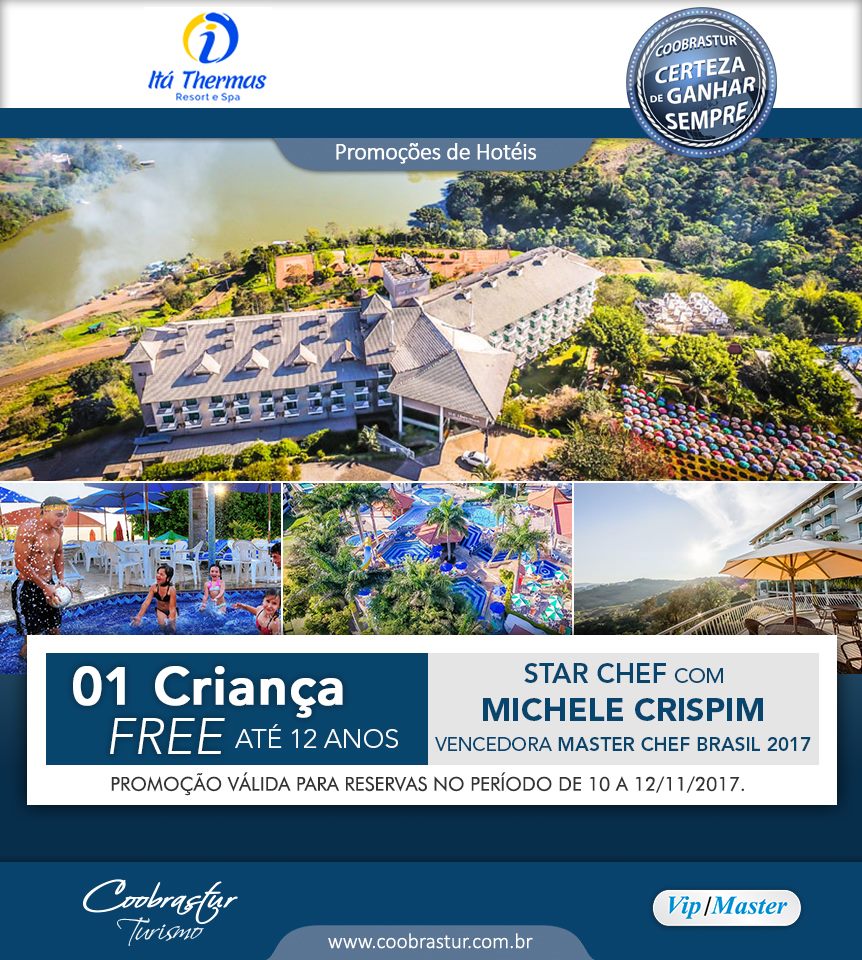 Itá Thermas
Resort e Spa
COOBRASTUR
CERTEZA
DE GANHAR
SEMPRE
Promoções de Hotéis
01 Criança
FREE ATÉ 12 ANOS
STAR CHEF COM
MICHELE CRISPIM
VENCEDORA MASTER CHEF BRASIL 2017
PROMOÇÃO VÁLIDA PARA RESERVAS NO PERÍODO DE 10 A 12/11/2017.
Coobrastur
Turismo
Vip/Master
www.coobrastur.com.br